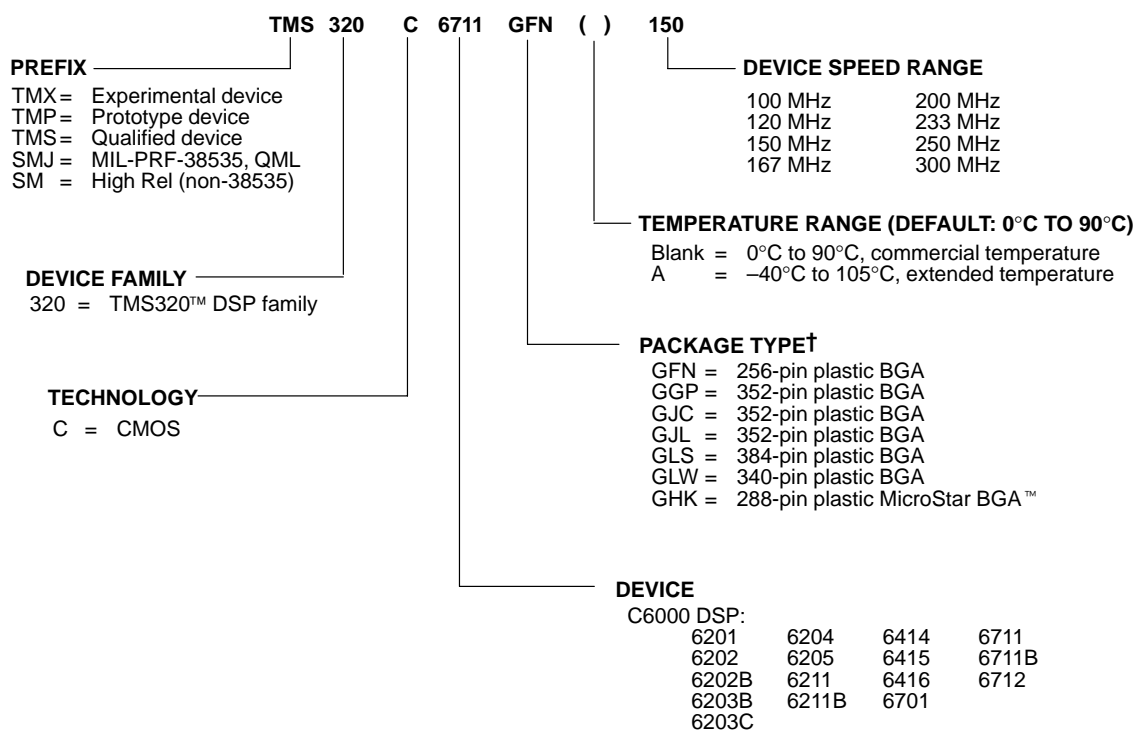 TMS 320 C 6711 GFN ( ) 150
PREFIX
TMX = Experimental device
TMP = Prototype device
TMS = Qualified device
SMJ = MIL-PRF-38535, QML
SM = High Rel (non-38535)
DEVICE SPEED RANGE
100 MHz 200 MHz
120 MHz 233 MHz
150 MHz 250 MHz
167 MHz 300 MHz
TEMPERATURE RANGE (DEFAULT: 0°C TO 90°C)
Blank = 0°C to 90°C, commercial temperature
A = –40°C to 105°C, extended temperature
DEVICE FAMILY
320 = TMS320™ DSP family
PACKAGE TYPE†
GFN = 256-pin plastic BGA
GGP = 352-pin plastic BGA
GJC = 352-pin plastic BGA
GJL = 352-pin plastic BGA
GLS = 384-pin plastic BGA
GLW = 340-pin plastic BGA
GHK = 288-pin plastic MicroStar BGA™
TECHNOLOGY
C = CMOS
DEVICE
C6000 DSP:
6201 6204 6414 6711
6202 6205 6415 6711B
6202B 6211 6416 6712
6203B 6211B 6701
6203C